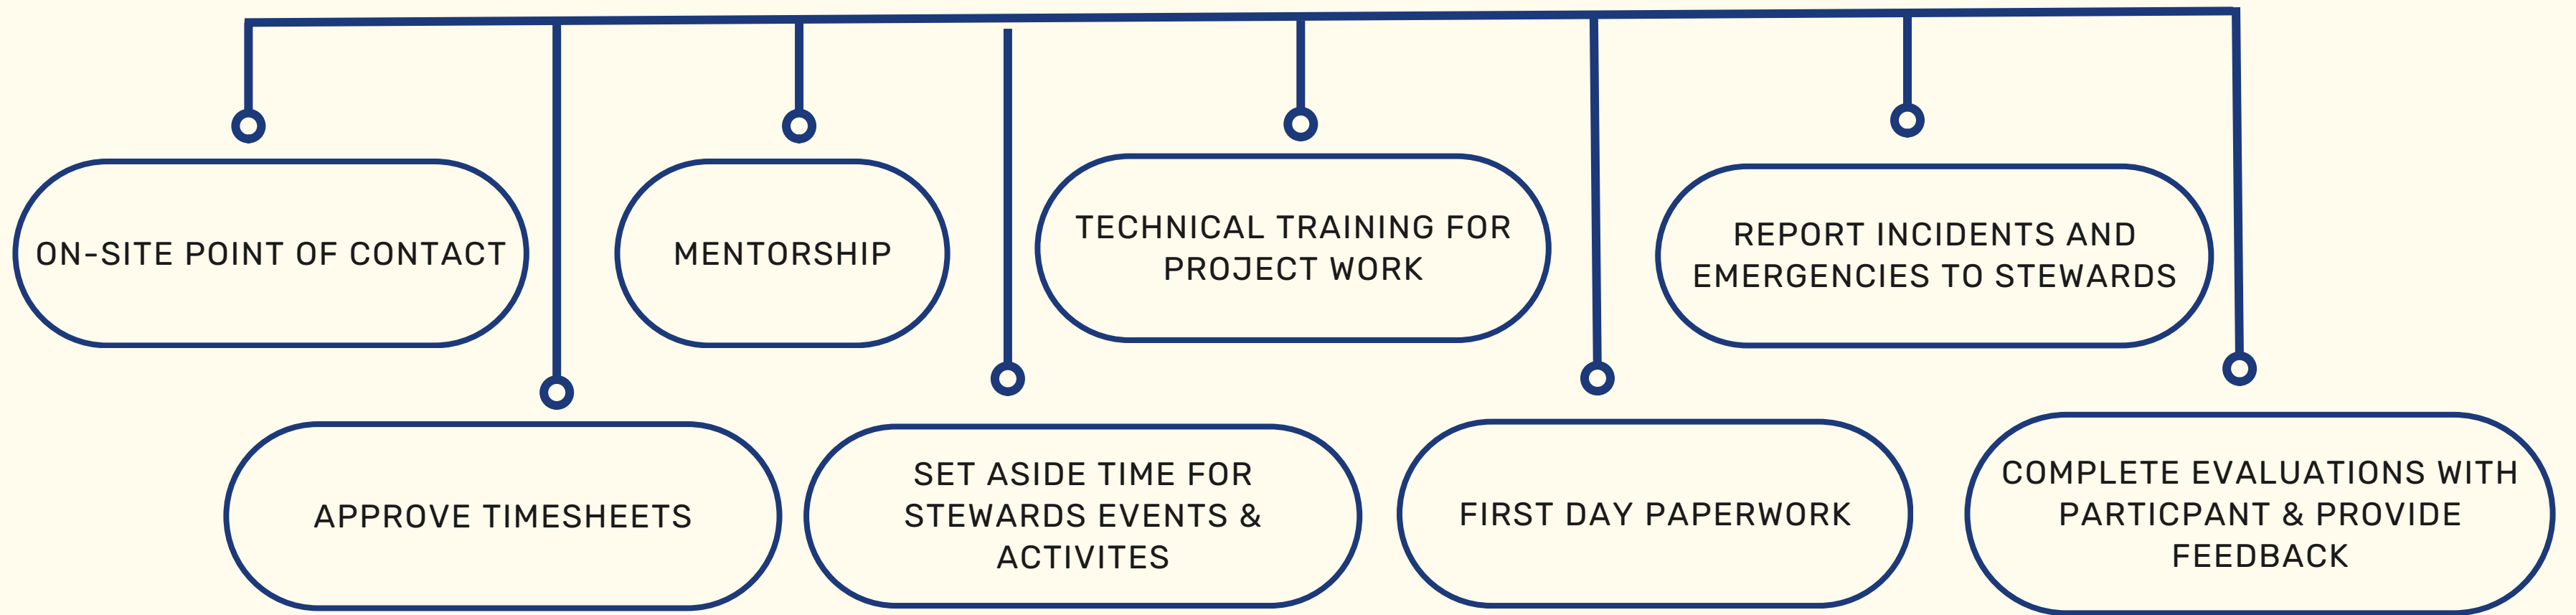 ON-SITE POINT OF CONTACT
MENTORSHIP
TECHNICAL TRAINING FOR
PROJECT WORK
REPORT INCIDENTS AND
EMERGENCIES TO STEWARDS
APPROVE TIMESHEETS
SET ASIDE TIME FOR
STEWARDS EVENTS &
ACTIVITES
FIRST DAY PAPERWORK
COMPLETE EVALUATIONS WITH
PARTICPANT & PROVIDE
FEEDBACK